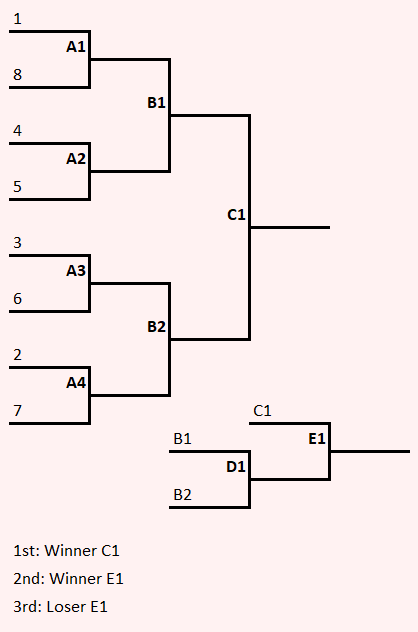 1
A1
8
B1
4
A2
5
C1
3
A3
6
B2
2
A4
7
C1
B1
E1
D1
B2
1st: Winner C1
2nd: Winner E1
3rd: Loser E1